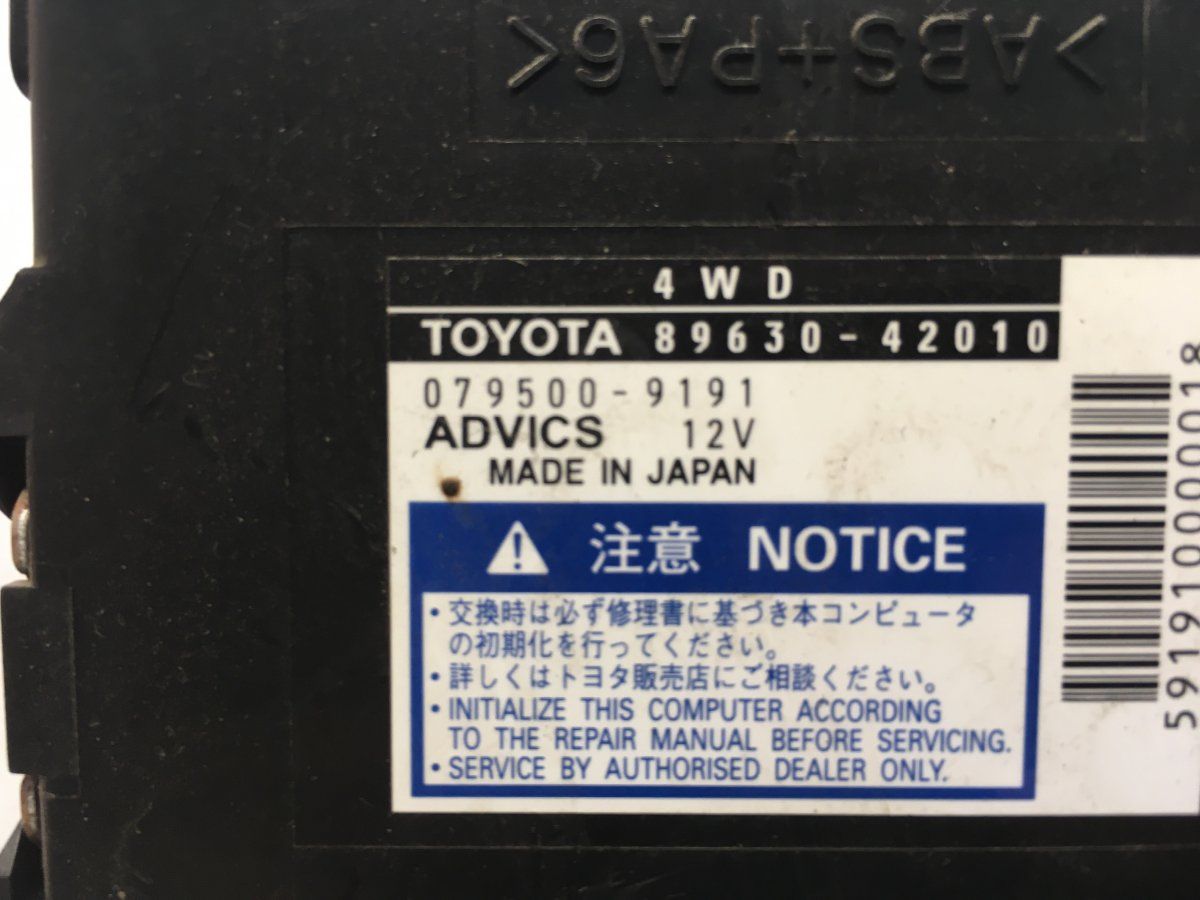 >ABS+PA6<
4WD
TOYOTA 89630-42010
079500-9191
ADVICS 12V
MADE IN JAPAN
注意 NOTICE
・交換時は必ず修理書に基づき本コンピュータ
の初期化を行ってください。
・詳しくはトヨタ販売店にご相談ください。
・INITIALIZE THIS COMPUTER ACCORDING
TO THE REPAIR MANUAL BEFORE SERVICING.
・SERVICE BY AUTHORISED DEALER ONLY.
59191000000018